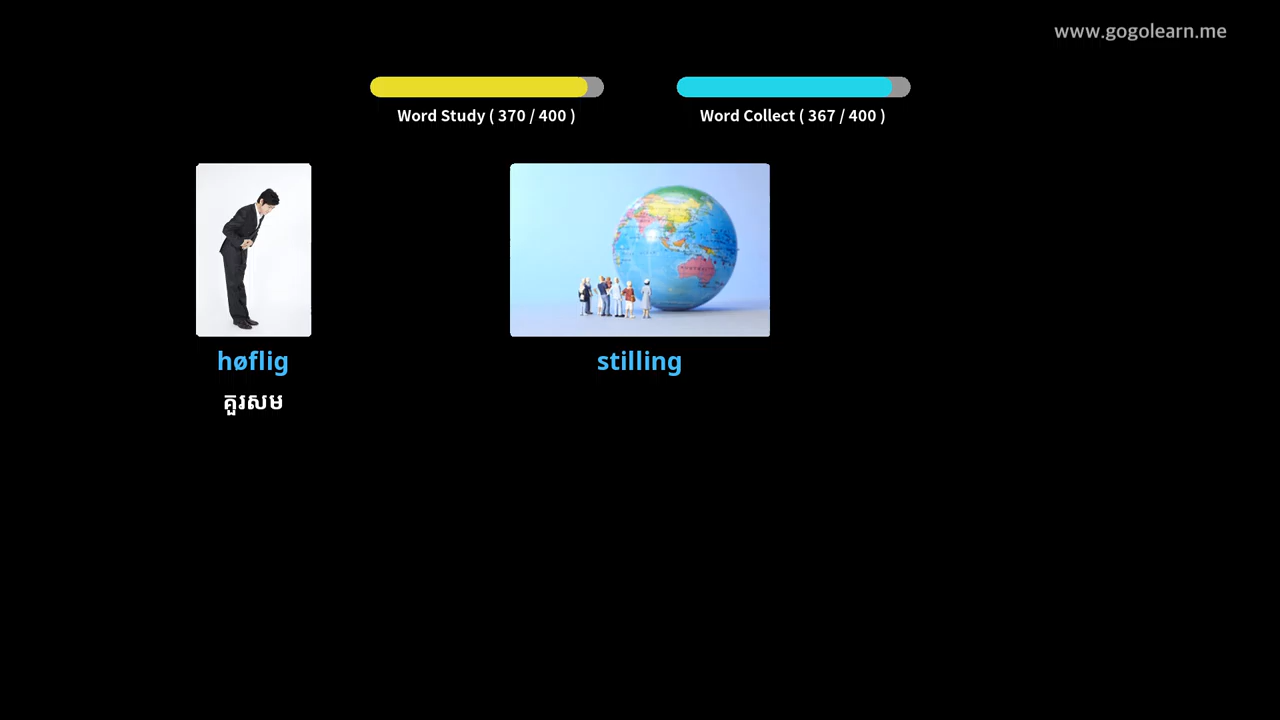 www.gogolearn.me
Word Study ( 370 / 400 )
Word Collect ( 367 / 400 )
høflig
stilling
គួរសម